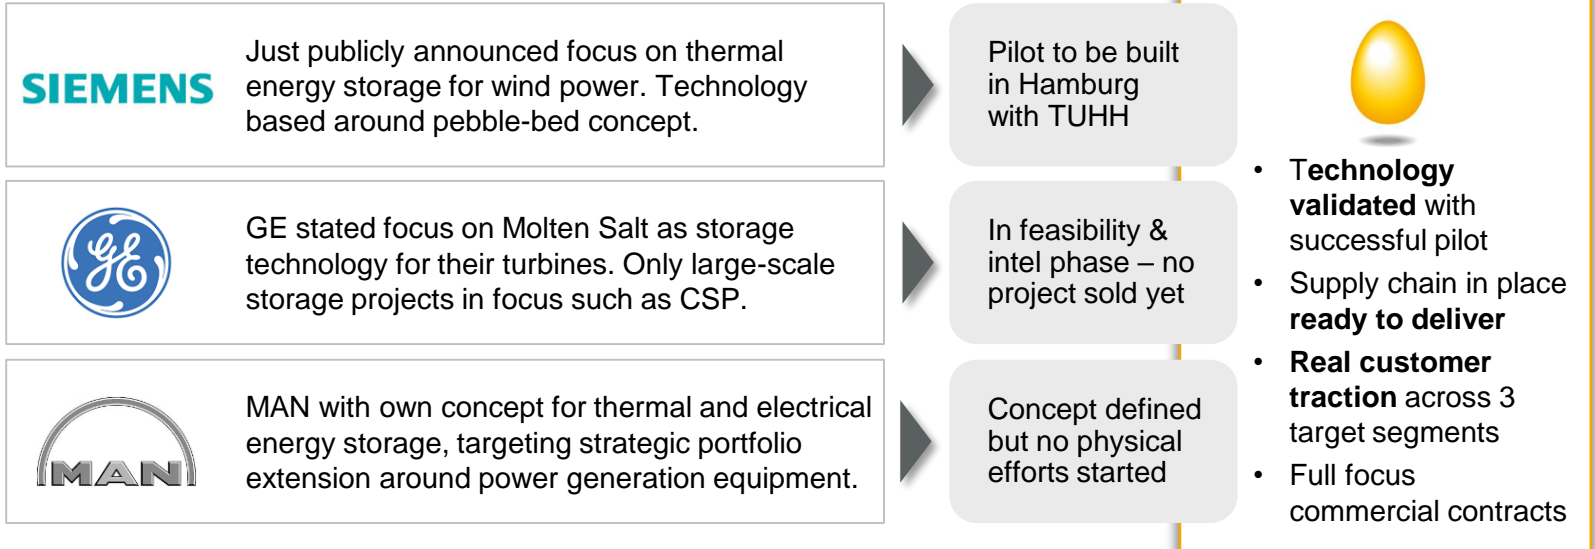 SIEMENS
Just publicly announced focus on thermal
energy storage for wind power. Technology
based around pebble-bed concept.
Pilot to be built
in Hamburg
with TUHH
GE
GE stated focus on Molten Salt as storage
technology for their turbines. Only large-scale
storage projects in focus such as CSP.
In feasibility &
intel phase – no
project sold yet
MAN
MAN with own concept for thermal and electrical
energy storage, targeting strategic portfolio
extension around power generation equipment.
Concept defined
but no physical
efforts started
• Technology
validated with
successful pilot
• Supply chain in place
ready to deliver
• Real customer
traction across 3
target segments
• Full focus
commercial contracts